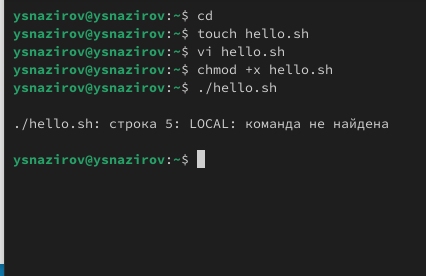 ysnazirov@ysnazirov:~$ cd
ysnazirov@ysnazirov:~$ touch hello.sh
ysnazirov@ysnazirov:~$ vi hello.sh
ysnazirov@ysnazirov:~$ chmod +x hello.sh
ysnazirov@ysnazirov:~$ ./hello.sh
./hello.sh: строка 5: LOCAL: команда не найдена
ysnazirov@ysnazirov:~$